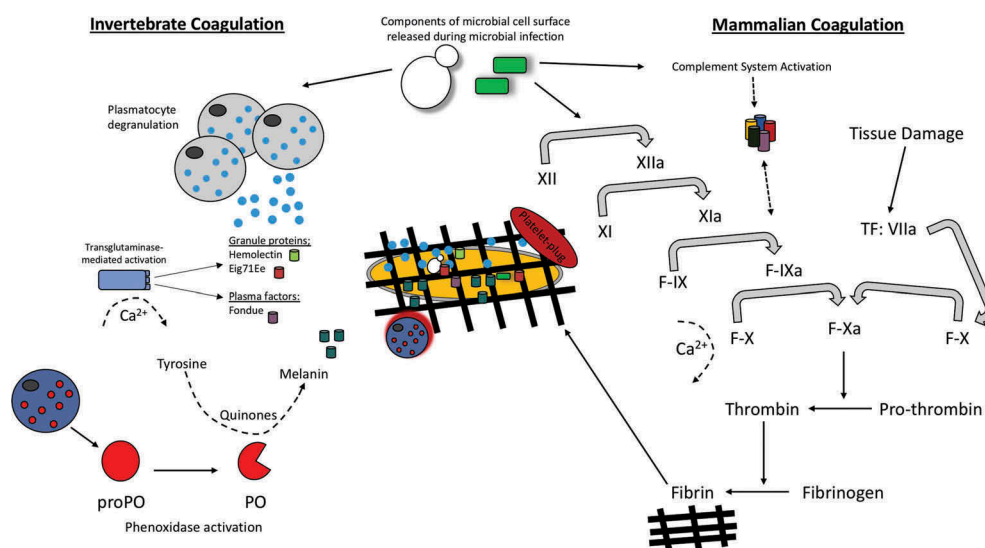 Invertebrate Coagulation
Components of microbial cell surface
released during microbial infection
Mammalian Coagulation
Complement System Activation
Plasmatocyte
degranulation
Tissue Damage
XII
XIIa
XI
XIa
TF: VIIa
Platelet-plug
Transglutaminase-
mediated activation
Granule proteins;
Hemolectin
Eig71Ee
Plasma factors:
Fondue
Ca2+
F-IX
F-IXa
F-X
F-Xa
F-X
Ca2+
Tyrosine
Melanin
Quinones
Thrombin
Pro-thrombin
proPO
PO
Phenoxidase activation
Fibrin
Fibrinogen